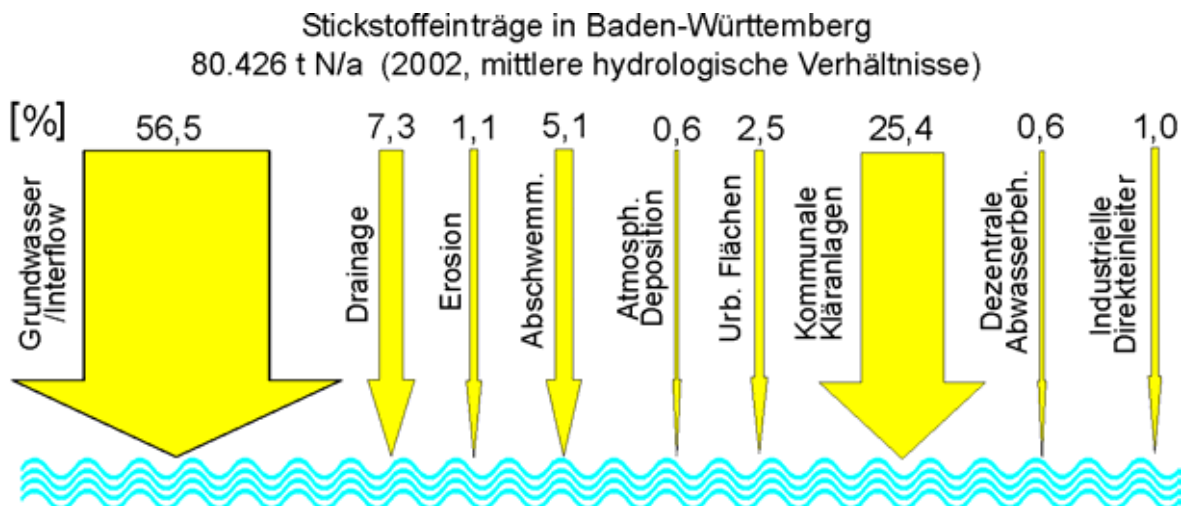 Stickstoffeinträge in Baden-Württemberg
80.426 t N/a (2002, mittlere hydrologische Verhältnisse)
[%]
56,5
7,3
1,1
5,1
0,6
2,5
25,4
0,6
1,0
Grundwasser
/Interflow
Drainage
Erosion
Abschwemm.
Atmosph.
Deposition
Urb. Flächen
Kommunale
Kläranlagen
Dezentrale
Abwasserbeh.
Industrielle
Direkteinleiter